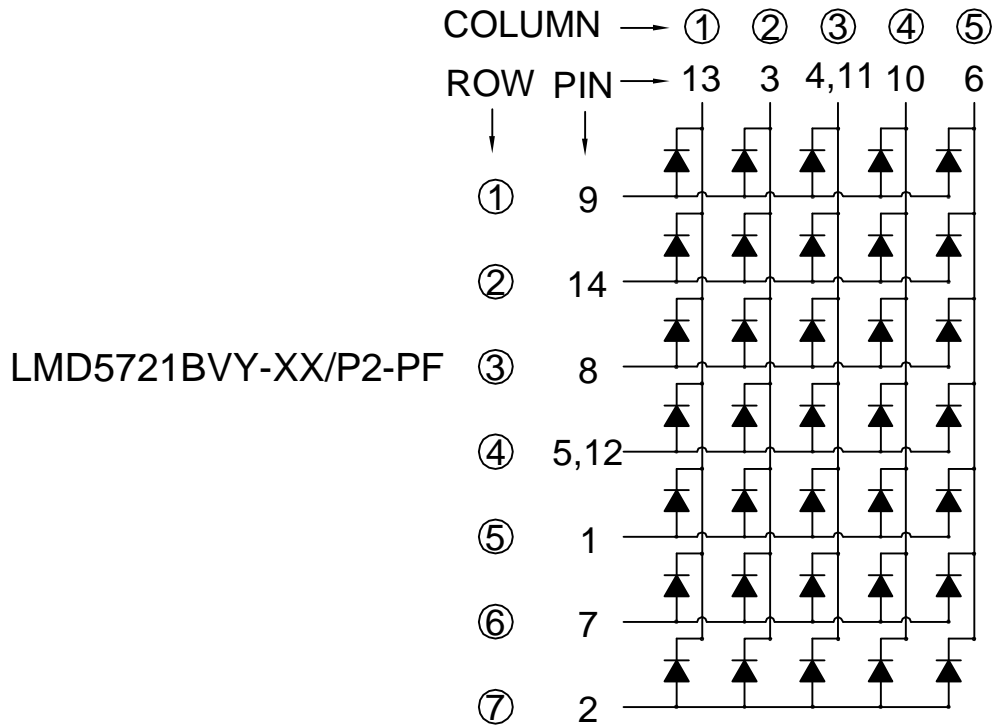 COLUMN ① ② ③ ④ ⑤
ROW PIN 13 3 4,11 10 6
① 9
② 14
LMD5721BVY-XX/P2-PF ③ 8
④ 5,12
⑤ 1
⑥ 7
⑦ 2